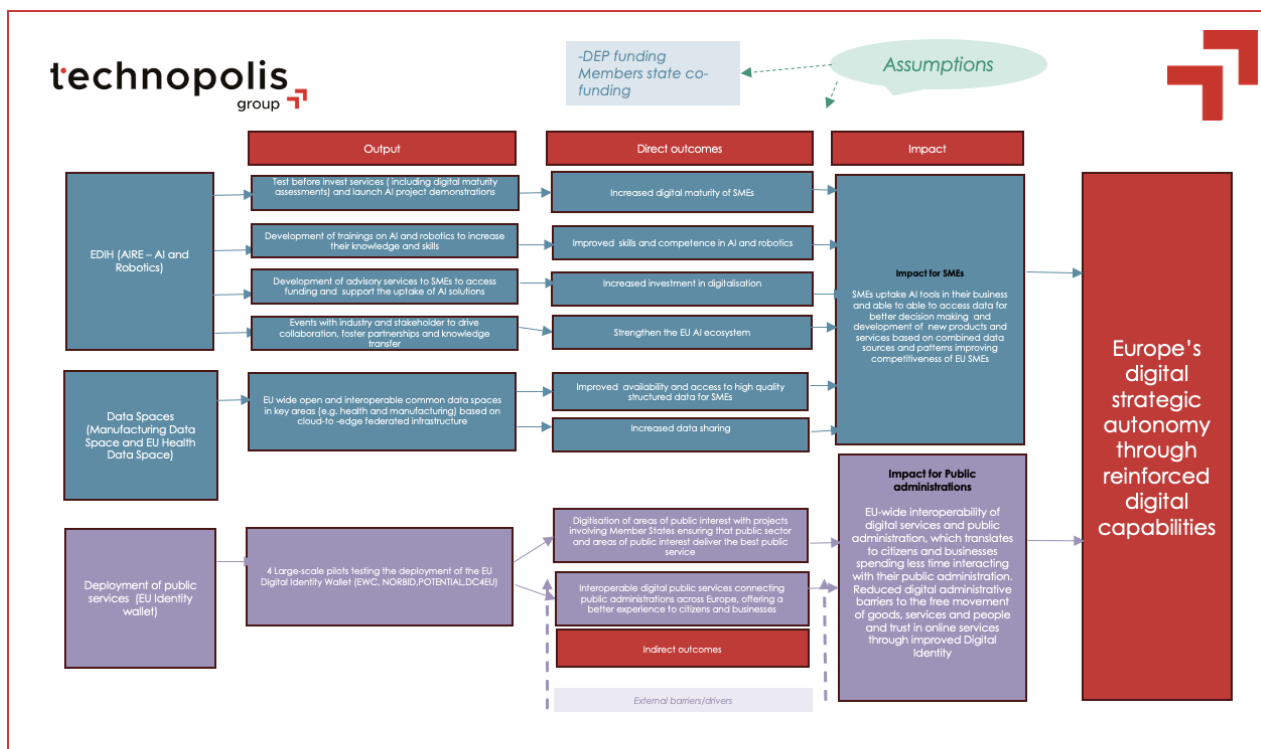 technopolis
group
-DEP funding
Members state co-
funding
Assumptions
Output
Direct outcomes
Impact
EDIH (AIRE – AI and
Robotics)
Test before invest services ( including digital maturity
assessments) and launch AI project demonstrations
Increased digital maturity of SMEs
Development of trainings on AI and robotics to increase
their knowledge and skills
Improved skills and competence in AI and robotics
Development of advisory services to SMEs to access
funding and support the uptake of AI solutions
Increased investment in digitalisation
Events with industry and stakeholder to drive
collaboration, foster partnerships and knowledge
transfer
Strengthen the EU AI ecosystem
Impact for SMEs
SMEs uptake AI tools in their business
and able to able to access data for
better decision making and
development of new products and
services based on combined data
sources and patterns improving
competitiveness of EU SMEs
Data Spaces
(Manufacturing Data
Space and EU Health
Data Space)
EU wide open and interoperable common data spaces
in key areas (e.g. health and manufacturing) based on
cloud-to -edge federated infrastructure
Improved availability and access to high quality
structured data for SMEs
Increased data sharing
Deployment of public
services (EU Identity
wallet)
4 Large-scale pilots testing the deployment of the EU
Digital Identity Wallet (EWC, NORBID,POTENTIAL,DC4EU)
Digitisation of areas of public interest with projects
involving Member States ensuring that public sector
and areas of public interest deliver the best public
service
Interoperable digital public services connecting
public administrations across Europe, offering a
better experience to citizens and businesses
Indirect outcomes
External barriers/drivers
Impact for Public
administrations
EU-wide interoperability of
digital services and public
administration, which translates
to citizens and businesses
spending less time interacting
with their public administration.
Reduced digital administrative
barriers to the free movement
of goods, services and people
and trust in online services
through improved Digital
Identity
Europe's
digital
strategic
autonomy
through
reinforced
digital
capabilities